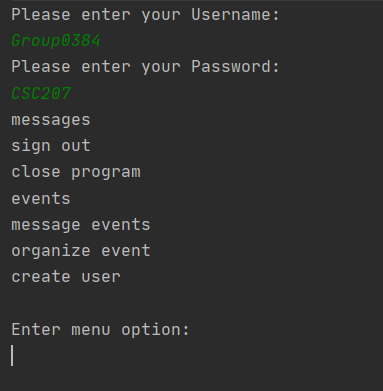 Please enter your Username:
Group0384
Please enter your Password:
CSC207
messages
sign out
close program
events
message events
organize event
create user
Enter menu option: